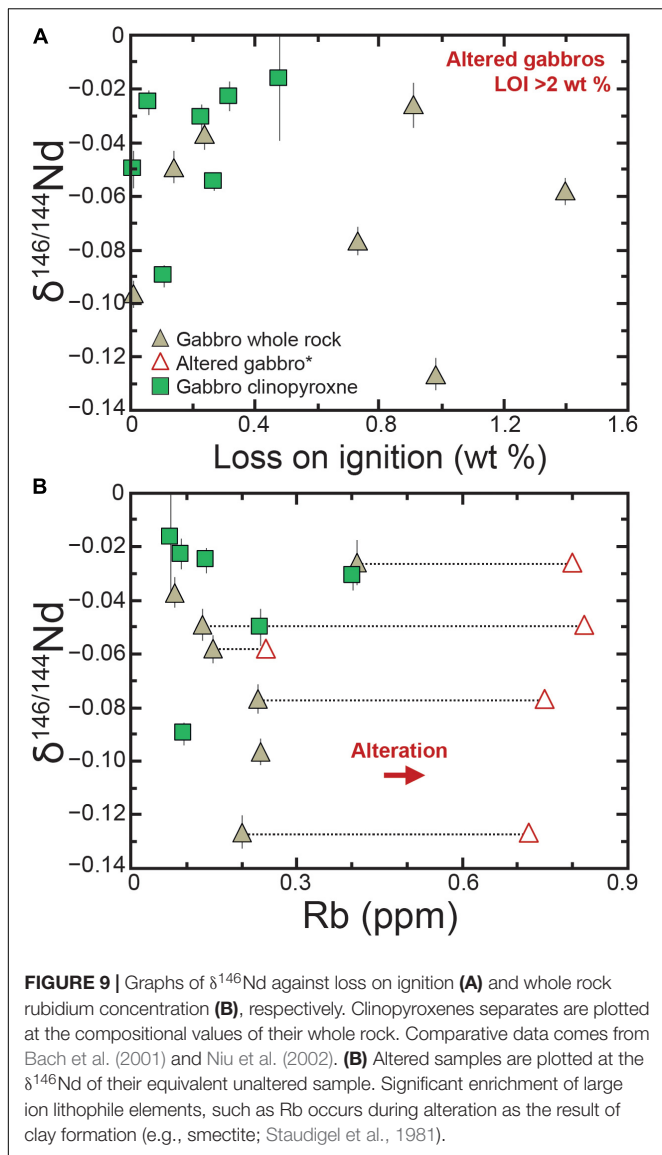 A
Altered gabbros
LOI >2 wt %
0
−0.02
−0.04
−0.06
−0.08
−0.10
−0.12
−0.14
δ146/144Nd
Gabbro whole rock
Altered gabbro*
Gabbro clinopyroxne
0 0.4 0.8 1.2 1.6
Loss on ignition (wt %)
B
0
−0.02
−0.04
−0.06
−0.08
−0.10
−0.12
−0.14
δ146/144Nd
Alteration
0 0.3 0.6 0.9
Rb (ppm)
FIGURE 9 | Graphs of δ146Nd against loss on ignition (A) and whole rock
rubidium concentration (B), respectively. Clinopyroxenes separates are plotted
at the compositional values of their whole rock. Comparative data comes from
Bach et al. (2001) and Niu et al. (2002). (B) Altered samples are plotted at the
δ146Nd of their equivalent unaltered sample. Significant enrichment of large
ion lithophile elements, such as Rb occurs during alteration as the result of
clay formation (e.g., smectite; Staudigel et al., 1981).